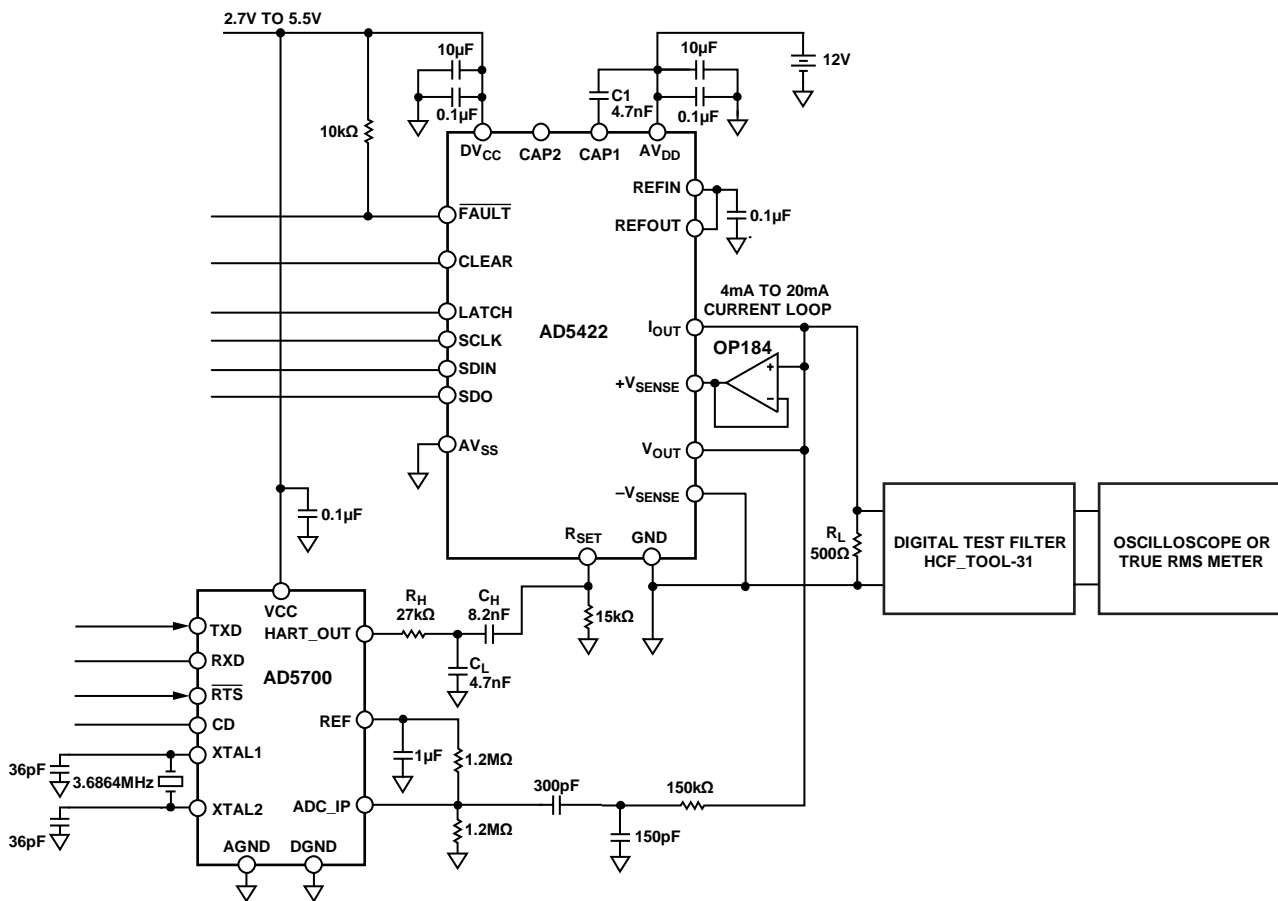 2.7V TO 5.5V
10µF
0.1µF
10kΩ
C1
4.7nF
10µF
0.1µF
12V
DVCC
CAP2
CAP1
AVDD
REFIN
REFOUT
0.1µF
FAULT
CLEAR
LATCH
SCLK
SDIN
SDO
AVSS
AD5422
4mA TO 20mA
CURRENT LOOP
IOUT
OP184
+
–
+VSENSE
VOUT
–VSENSE
RSET
GND
0.1µF
RL
500Ω
DIGITAL TEST FILTER
HCF_TOOL-31
OSCILLOSCOPE OR
TRUE RMS METER
VCC
TXD
RXD
RTS
CD
XTAL1
XTAL2
AD5700
HART_OUT
REF
ADC_IP
AGND
DGND
RH
27kΩ
CH
8.2nF
15kΩ
CL
4.7nF
1µF
1.2MΩ
1.2MΩ
300pF
150kΩ
150pF
36pF
3.6864MHz
36pF